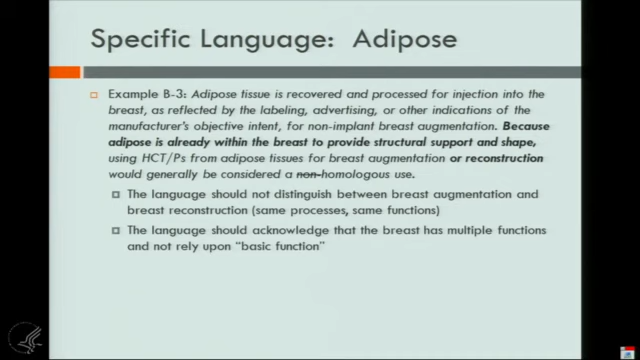 Specific Language: Adipose
Example B-3: Adipose tissue is recovered and processed for injection into the
breast, as reflected by the labeling, advertising, or other indications of the
manufacturer's objective intent, for non-implant breast augmentation. Because
adipose is already within the breast to provide structural support and shape,
using HCT/Ps from adipose tissues for breast augmentation or reconstruction
would generally be considered a non-homologous use.
The language should not distinguish between breast augmentation and
breast reconstruction (same processes, same functions)
The language should acknowledge that the breast has multiple functions
and not rely upon "basic function"